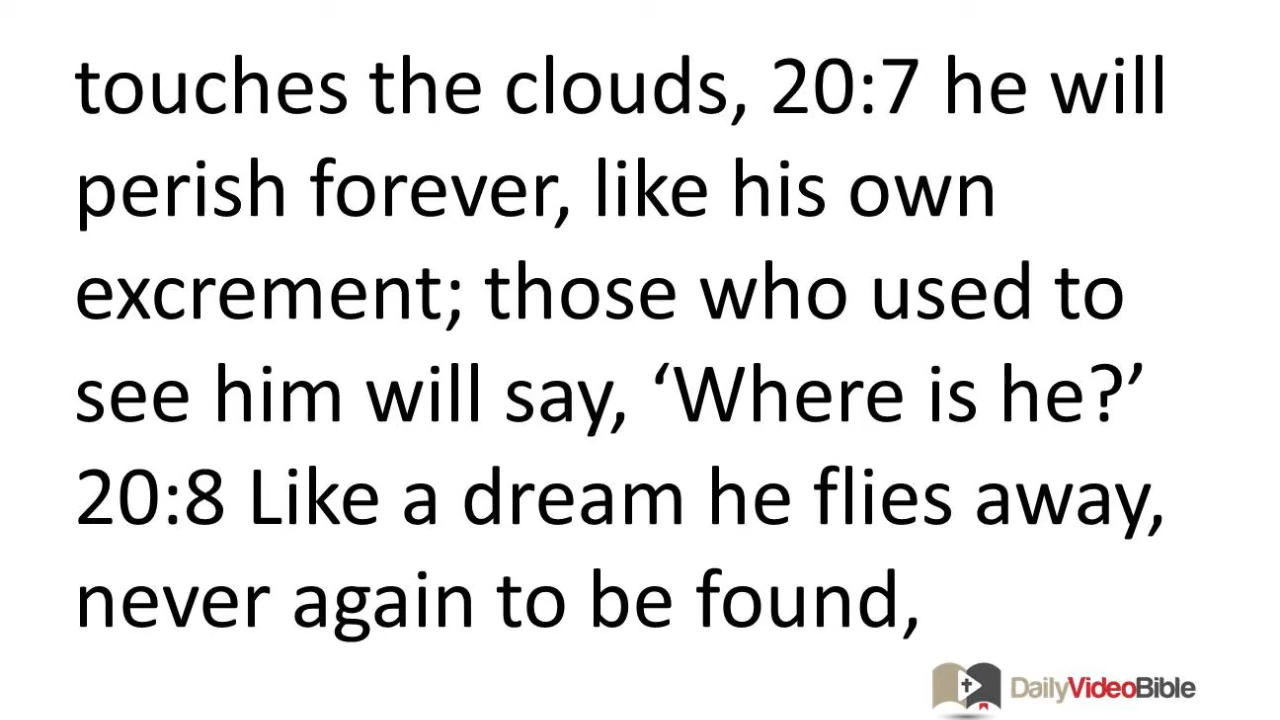 touches the clouds, 20:7 he will
perish forever, like his own
excrement; those who used to
see him will say, ‘Where is he?’
20:8 Like a dream he flies away,
never again to be found,
DailyVideoBible